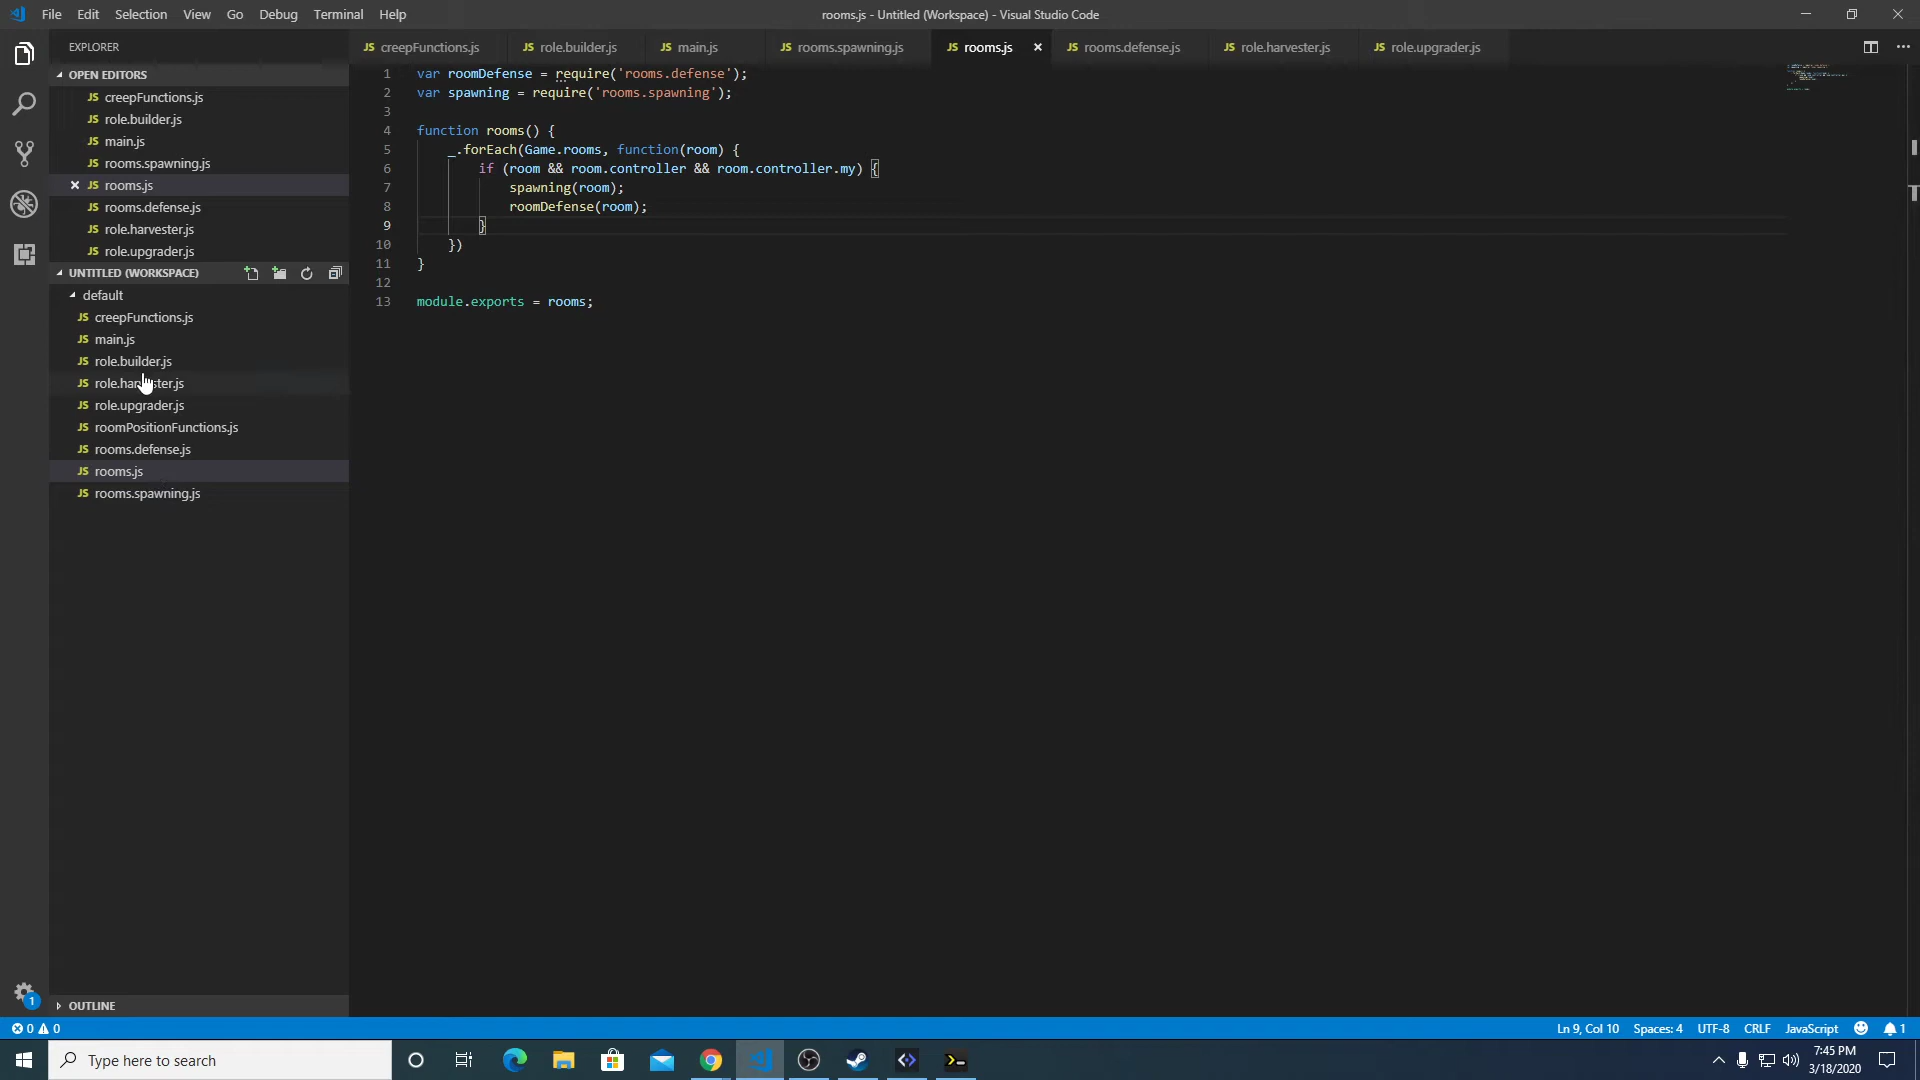 File Edit Selection View Go Debug Terminal Help
rooms.js - Untitled (Workspace) - Visual Studio Code
EXPLORER
OPEN EDITORS
JS creepFunctions.js
JS role.builder.js
JS main.js
JS rooms.spawning.js
JS rooms.js
JS rooms.defense.js
JS role.harvester.js
JS role.upgrader.js
UNTITLED (WORKSPACE)
default
JS creepFunctions.js
JS main.js
JS role.builder.js
JS role.harvester.js
JS role.upgrader.js
JS roomPositionFunctions.js
JS rooms.defense.js
JS rooms.js
JS rooms.spawning.js
OUTLINE
JS creepFunctions.js JS role.builder.js JS main.js JS rooms.spawning.js JS rooms.js JS rooms.defense.js JS role.harvester.js JS role.upgrader.js
1 var roomDefense = require('rooms.defense');
2 var spawning = require('rooms.spawning');
3
4 function rooms() {
5 _.forEach(Game.rooms, function(room) {
6 if (room && room.controller && room.controller.my) {
7 spawning(room);
8 roomDefense(room);
9 }
10 })
11 }
12
13 module.exports = rooms;
1
0 0 Ln 9, Col 10 Spaces: 4 UTF-8 CRLF JavaScript 1
Type here to search
7:45 PM
3/18/2020